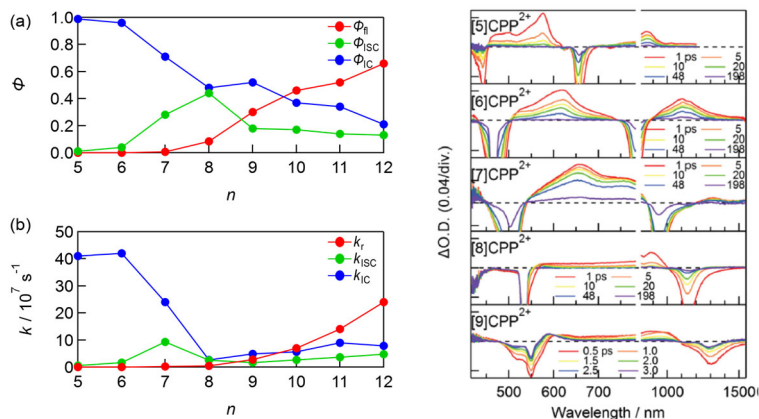 (a)
Φfl
ΦISC
ΦIC
Φ
1.0
0.8
0.6
0.4
0.2
0.0
5 6 7 8 9 10 11 12
n
(b)
kr
kISC
kIC
k / 10⁷ s⁻¹
50
40
30
20
10
0
5 6 7 8 9 10 11 12
n
ΔO.D. (0.04/div.)
[5]CPP²⁺
1 ps 5
10 20
48 198
[6]CPP²⁺
1 ps 5
10 20
48 198
[7]CPP²⁺
1 ps 5
10 20
48 198
[8]CPP²⁺
1 ps 5
10 20
48 198
[9]CPP²⁺
0.5 ps 1.0
1.5 2.0
2.5 3.0
500 600 700 1000 1500
Wavelength / nm